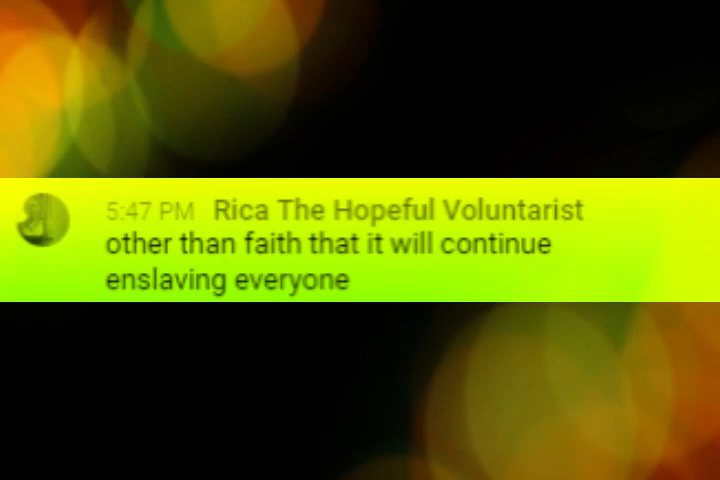 5:47 PM Rica The Hopeful Voluntarist
other than faith that it will continue
enslaving everyone